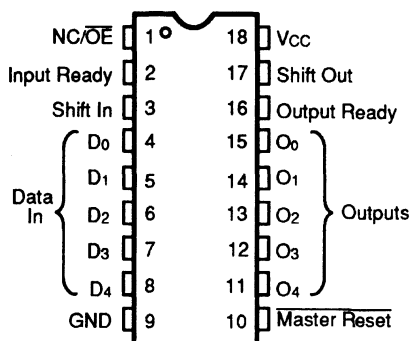 NC/OE 1 18 VCC
Input Ready 2 17 Shift Out
Shift In 3 16 Output Ready
D0 4 15 O0
D1 5 14 O1
Data In D2 6 13 O2 Outputs
D3 7 12 O3
D4 8 11 O4
GND 9 10 Master Reset